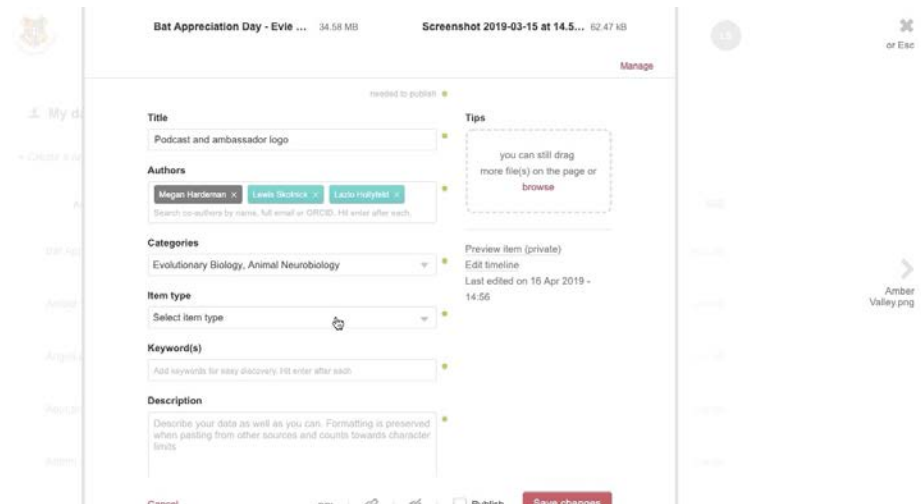 Bat Appreciation Day - Evie ... 34.58 MB
Screenshot 2019-03-15 at 14.5... 62.47 kB
or Esc
Manage
needed to publish
Title
Podcast and ambassador logo
Authors
Megan Hardeman ×
Lewis Skolnick ×
Lazlo Hollyfeld ×
Search co-authors by name, full email or ORCID. Hit enter after each.
Categories
Evolutionary Biology, Animal Neurobiology
Item type
Select item type
Keyword(s)
Add keywords for easy discovery. Hit enter after each
Description
Describe your data as well as you can. Formatting is preserved
when pasting from other sources and counts towards character
limits
Cancel
Publish
Save changes
Tips
you can still drag
more file(s) on the page or
browse
Preview item (private)
Edit timeline
Last edited on 16 Apr 2019 -
14:56
Amber
Valley.png
My da
LS